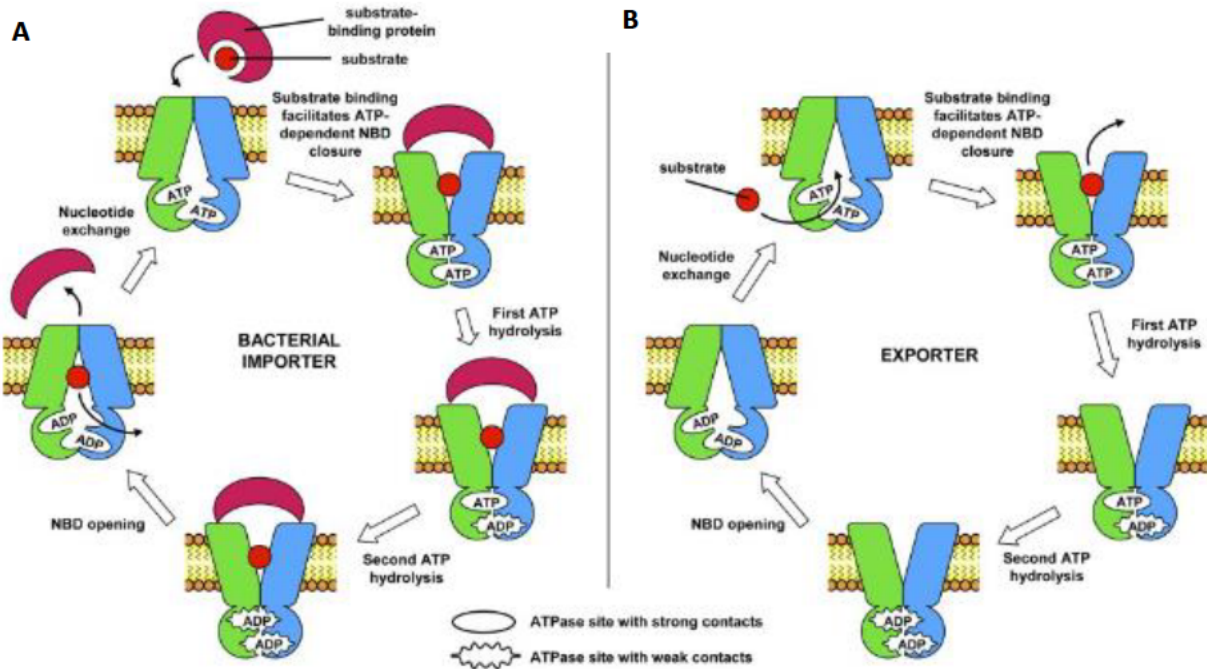 A
substrate-
binding protein
substrate
Substrate binding
facilitates ATP-
dependent NBD
closure
ATP
ATP
Nucleotide
exchange
ATP
ATP
First ATP
hydrolysis
BACTERIAL
IMPORTER
ADP
ADP
ATP
ADP
NBD opening
Second ATP
hydrolysis
ADP
ADP
B
Substrate binding
facilitates ATP-
dependent NBD
closure
substrate
ATP
ATP
Nucleotide
exchange
ATP
ATP
First ATP
hydrolysis
EXPORTER
ADP
ADP
ATP
ADP
NBD opening
Second ATP
hydrolysis
ADP
ADP
ATPase site with strong contacts
ATPase site with weak contacts